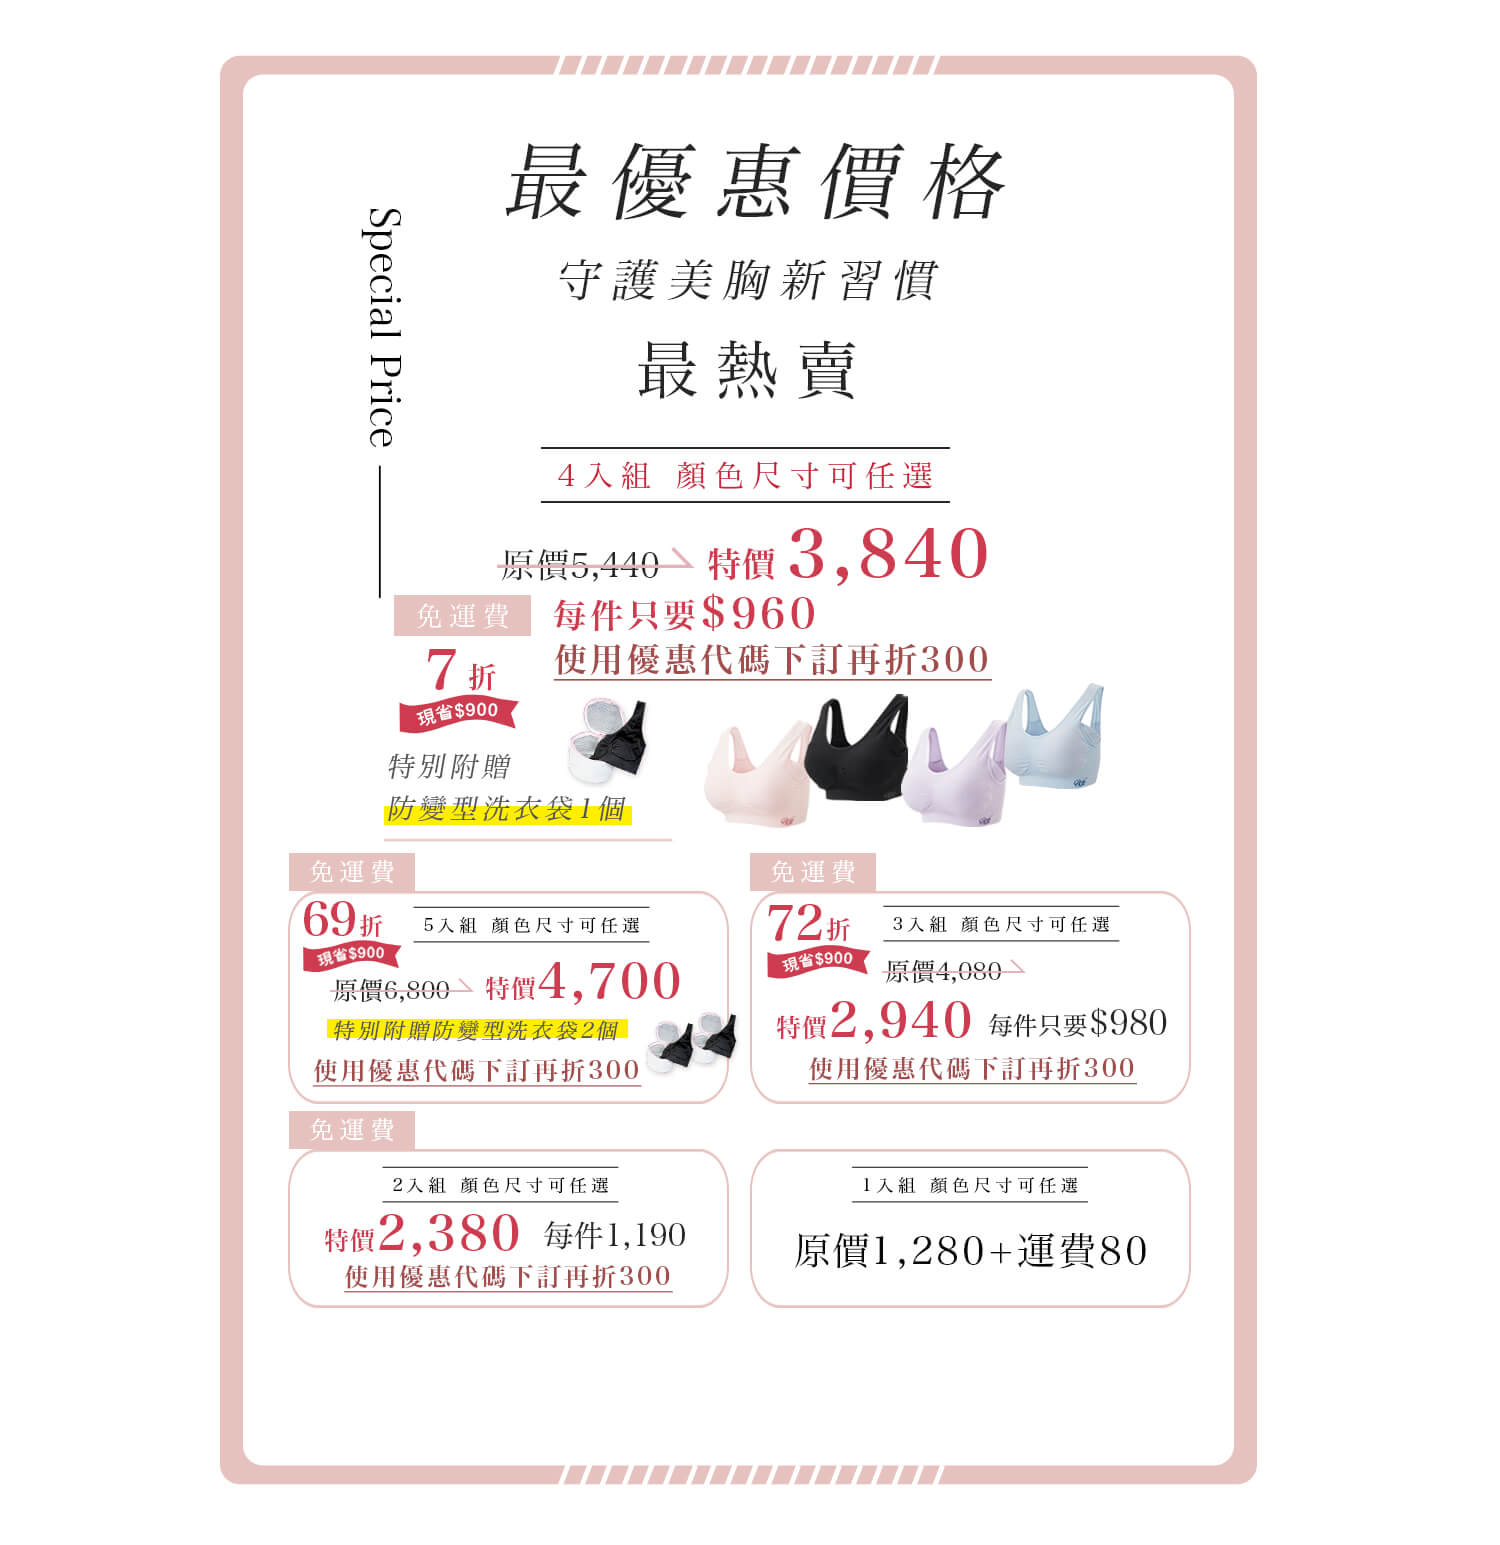 最優惠價格
守護美胸新習慣
最熱賣
Special Price
4入組 顏色尺寸可任選
原價5,440 特價3,840
免運費 每件只要$960
使用優惠代碼下訂再折300
7折
現省$900
特別附贈
防變型洗衣袋1個
免運費
69折
現省$900
5入組 顏色尺寸可任選
原價6,800 特價4,700
特別附贈防變型洗衣袋2個
使用優惠代碼下訂再折300
免運費
72折
現省$900
3入組 顏色尺寸可任選
原價4,080
特價2,940 每件只要$980
使用優惠代碼下訂再折300
免運費
2入組 顏色尺寸可任選
特價2,380 每件1,190
使用優惠代碼下訂再折300
1入組 顏色尺寸可任選
原價1,280+運費80